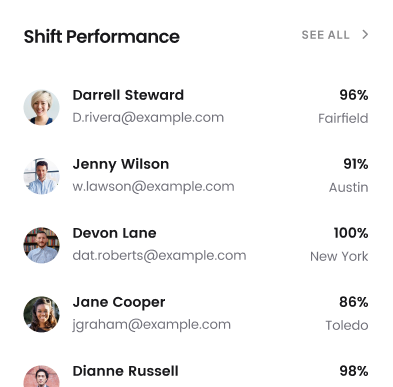 Shift Performance SEE ALL
Darrell Steward 96%
D.rivera@example.com Fairfield
Jenny Wilson 91%
w.lawson@example.com Austin
Devon Lane 100%
dat.roberts@example.com New York
Jane Cooper 86%
jgraham@example.com Toledo
Dianne Russell 98%